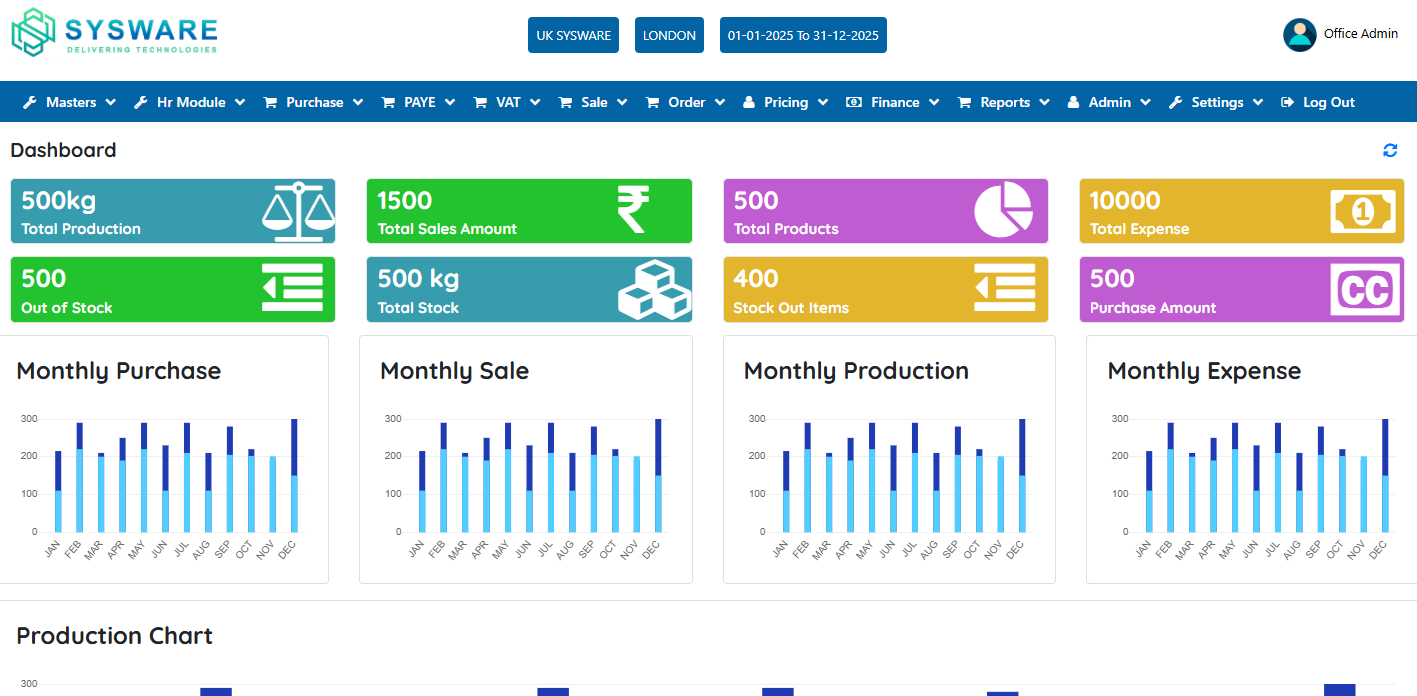 SYSWARE
DELIVERING TECHNOLOGIES
UK SYSWARE LONDON 01-01-2025 To 31-12-2025
Office Admin
Masters Hr Module Purchase PAYE VAT Sale Order Pricing Finance Reports Admin Settings Log Out
Dashboard
500kg
Total Production
1500
Total Sales Amount
500
Total Products
10000
Total Expense
1
500
Out of Stock
500 kg
Total Stock
400
Stock Out Items
500
Purchase Amount
CC
Monthly Purchase
300
200
100
0
JAN FEB MAR APR MAY JUN JUL AUG SEP OCT NOV DEC
Monthly Sale
300
200
100
0
JAN FEB MAR APR MAY JUN JUL AUG SEP OCT NOV DEC
Monthly Production
300
200
100
0
JAN FEB MAR APR MAY JUN JUL AUG SEP OCT NOV DEC
Monthly Expense
300
200
100
0
JAN FEB MAR APR MAY JUN JUL AUG SEP OCT NOV DEC
Production Chart
300